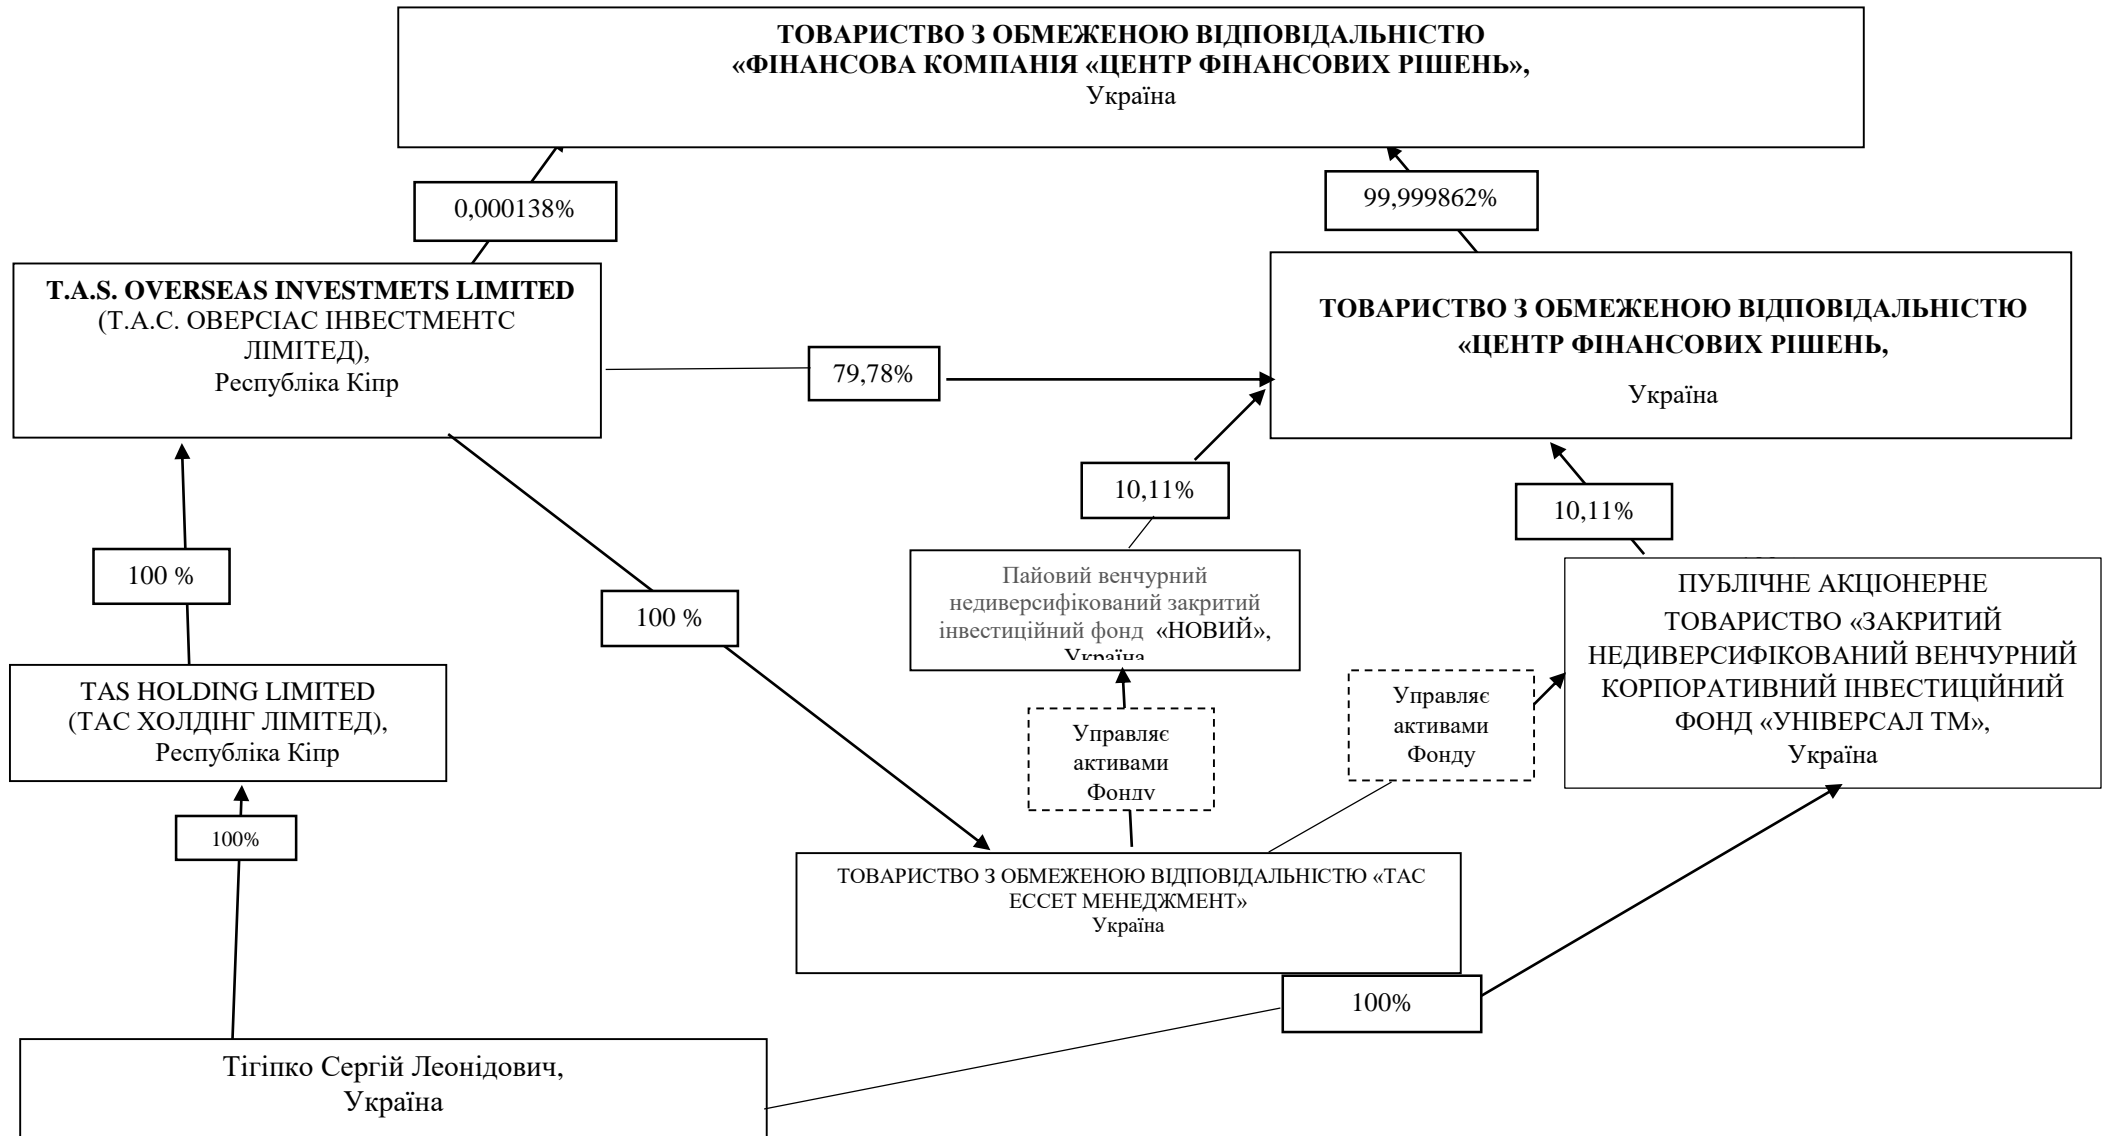 ТОВАРИСТВО З ОБМЕЖЕНОЮ ВІДПОВІДАЛЬНІСТЮ
«ФІНАНСОВА КОМПАНІЯ «ЦЕНТР ФІНАНСОВИХ РІШЕНЬ»,
Україна
0,000138%
99,999862%
T.A.S. OVERSEAS INVESTMETS LIMITED
(Т.А.С. ОВЕРСІАС ІНВЕСТМЕНТС
ЛІМІТЕД),
Республіка Кіпр
79,78%
ТОВАРИСТВО З ОБМЕЖЕНОЮ ВІДПОВІДАЛЬНІСТЮ
«ЦЕНТР ФІНАНСОВИХ РІШЕНЬ,
Україна
10,11%
10,11%
100 %
100 %
Пайовий венчурний
недиверсифікований закритий
інвестиційний фонд «НОВИЙ»,
Україна
ПУБЛІЧНЕ АКЦІОНЕРНЕ
ТОВАРИСТВО «ЗАКРИТИЙ
НЕДИВЕРСИФІКОВАНИЙ ВЕНЧУРНИЙ
КОРПОРАТИВНИЙ ІНВЕСТИЦІЙНИЙ
ФОНД «УНІВЕРСАЛ ТМ»,
Україна
TAS HOLDING LIMITED
(ТАС ХОЛДІНГ ЛІМІТЕД),
Республіка Кіпр
Управляє
активами
Фонду
Управляє
активами
Фонду
100%
ТОВАРИСТВО З ОБМЕЖЕНОЮ ВІДПОВІДАЛЬНІСТЮ «ТАС
ЕССЕТ МЕНЕДЖМЕНТ»
Україна
100%
Тігіпко Сергій Леонідович,
Україна